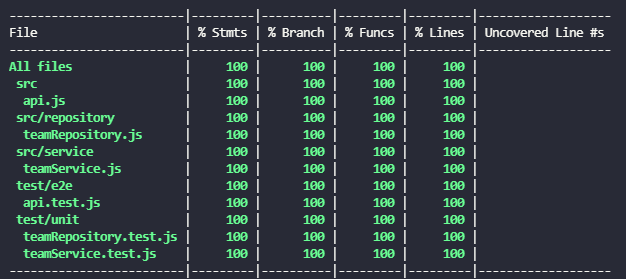 --------------------------|---------|----------|---------|---------|-------------------
File                      | % Stmts | % Branch | % Funcs | % Lines | Uncovered Line #s
--------------------------|---------|----------|---------|---------|-------------------
All files                 |     100 |      100 |     100 |     100 |
 src                      |     100 |      100 |     100 |     100 |
  api.js                  |     100 |      100 |     100 |     100 |
 src/repository           |     100 |      100 |     100 |     100 |
  teamRepository.js       |     100 |      100 |     100 |     100 |
 src/service              |     100 |      100 |     100 |     100 |
  teamService.js          |     100 |      100 |     100 |     100 |
 test/e2e                 |     100 |      100 |     100 |     100 |
  api.test.js             |     100 |      100 |     100 |     100 |
 test/unit                |     100 |      100 |     100 |     100 |
  teamRepository.test.js  |     100 |      100 |     100 |     100 |
  teamService.test.js     |     100 |      100 |     100 |     100 |
--------------------------|---------|----------|---------|---------|-------------------